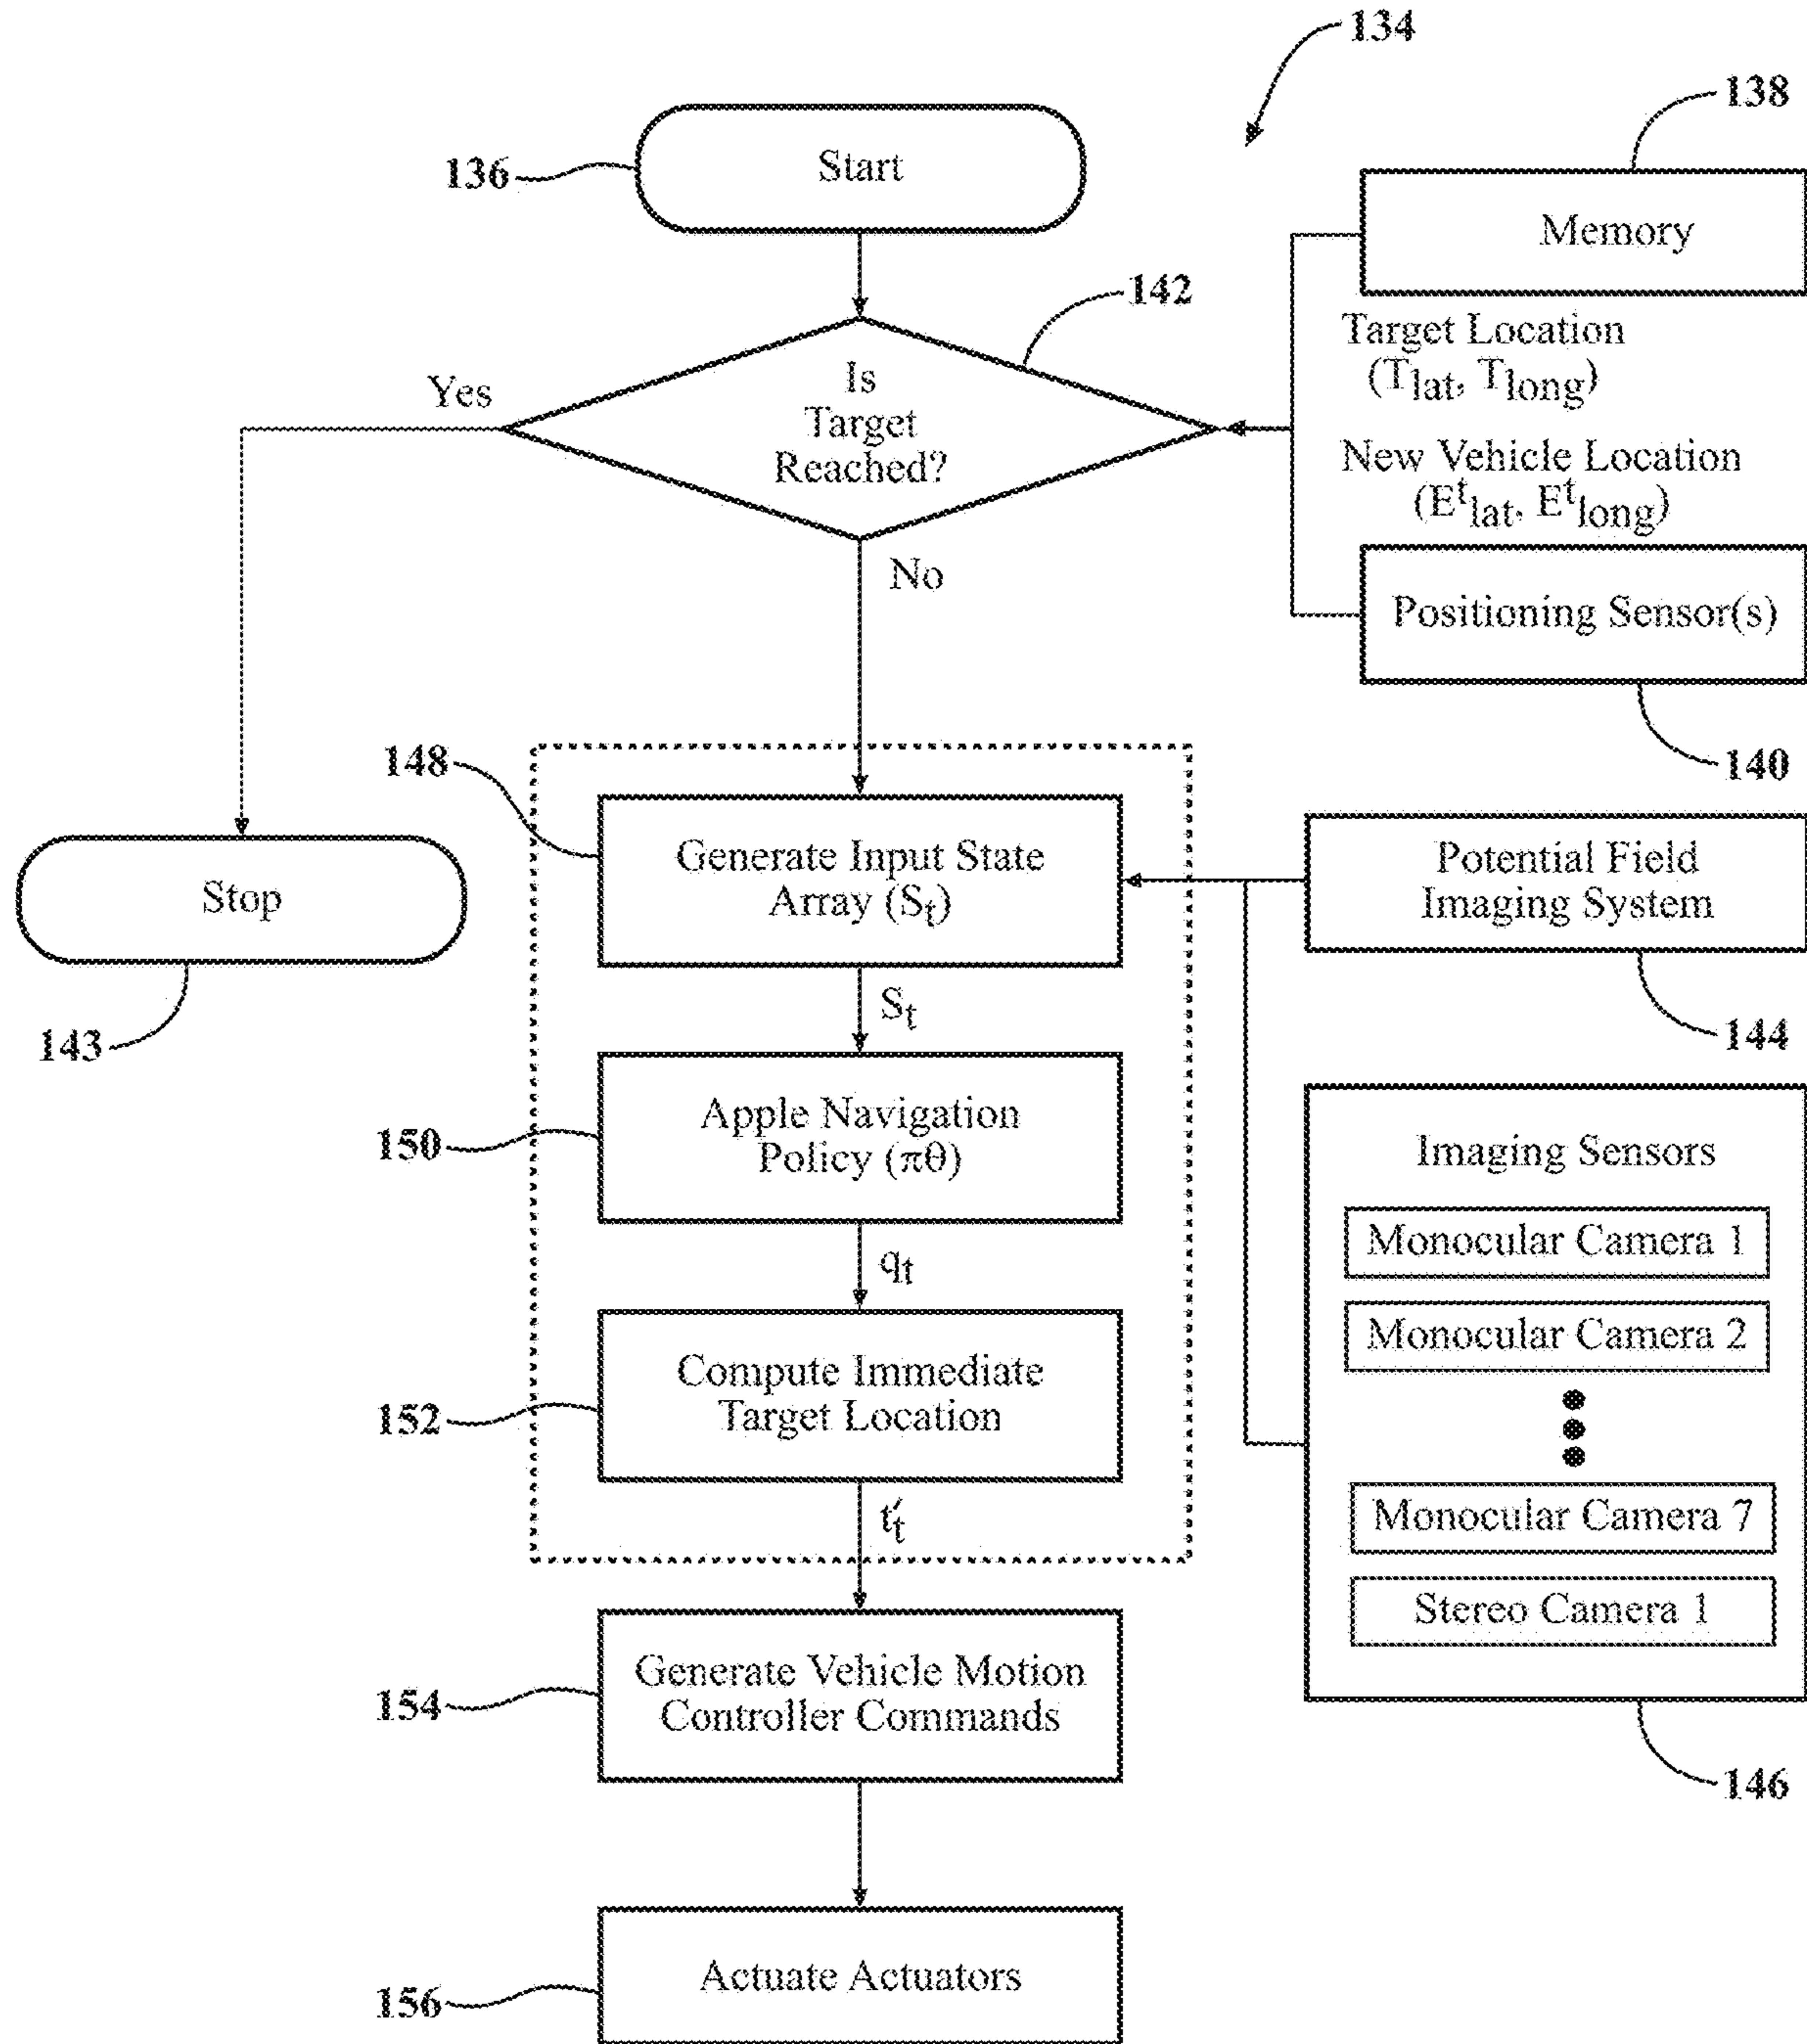 134
138
136
Start
Memory
142
Target Location
(Tlat, Tlong)
Yes
Is
Target
Reached?
New Vehicle Location
(Etlat, Etlong)
No
Positioning Sensor(s)
140
148
Generate Input State
Array (St)
Potential Field
Imaging System
Stop
143
St
144
150
Apple Navigation
Policy (πθ)
Imaging Sensors
Monocular Camera 1
qt
Monocular Camera 2
152
Compute Immediate
Target Location
Monocular Camera 7
t't
Stereo Camera 1
154
Generate Vehicle Motion
Controller Commands
146
156
Actuate Actuators